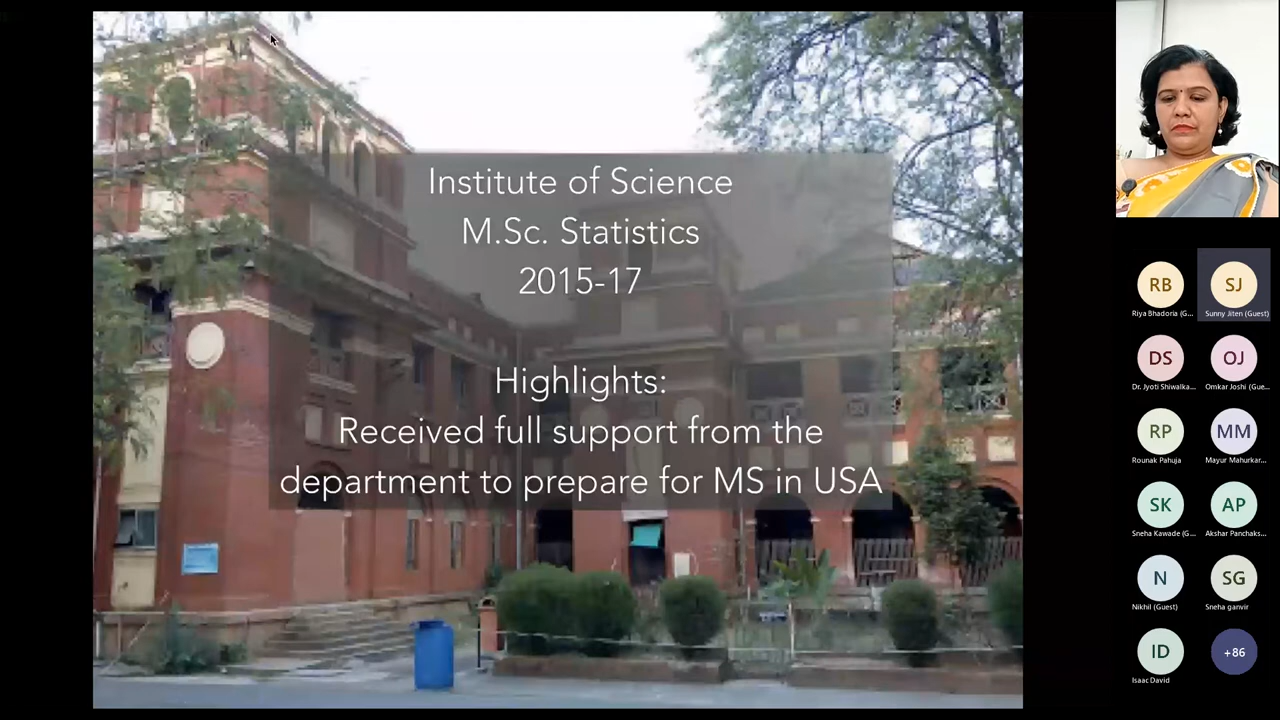 Institute of Science
M.Sc. Statistics
2015-17
Highlights:
Received full support from the
department to prepare for MS in USA
RB
Riya Bhadoria (G...
SJ
Sunny Jiten (Guest)
DS
Dr. Jyoti Shiwalka...
OJ
Omkar Joshi (Gue...
RP
Rounak Pahuja
MM
Mayur Mahurkar...
SK
Sneha Kawade (G...
AP
Akshar Panchaks...
N
Nikhil (Guest)
SG
Sneha ganvir
ID
Isaac David
+86